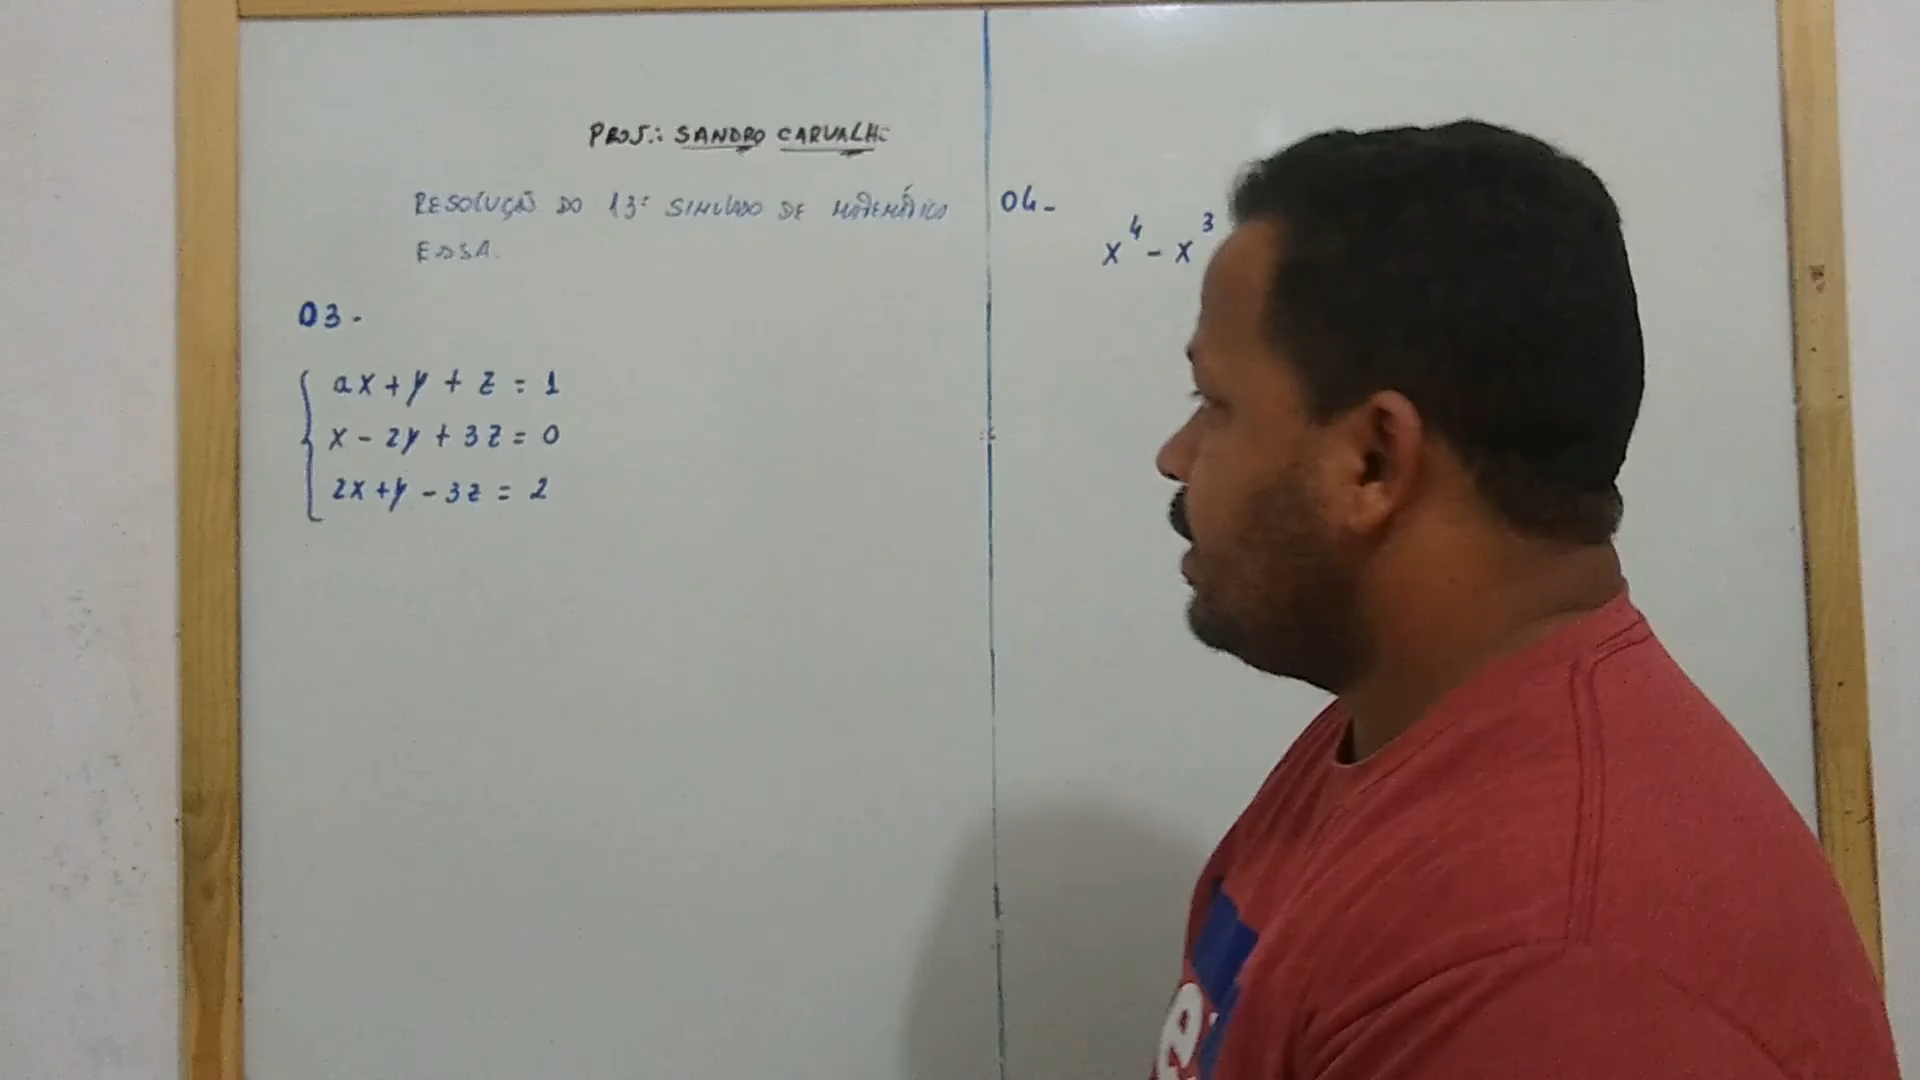 PROF.: SANDRO CARVALHO
RESOLUÇÃO DO 13º SIMULADO DE MATEMÁTICA
ESSA.
03-
ax + y + z = 1
x - 2y + 3z = 0
2x + y - 3z = 2
04-
x⁴ - x³